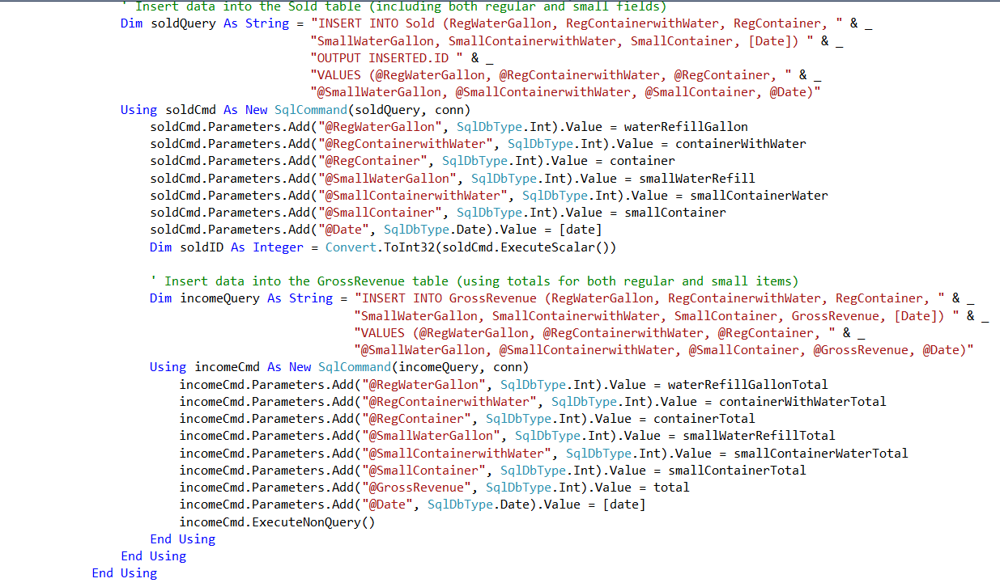 ' Insert data into the Sold table (including both regular and small fields)
Dim soldQuery As String = "INSERT INTO Sold (RegWaterGallon, RegContainerwithWater, RegContainer, " & _
"SmallWaterGallon, SmallContainerwithWater, SmallContainer, [Date]) " & _
"OUTPUT INSERTED.ID " & _
"VALUES (@RegWaterGallon, @RegContainerwithWater, @RegContainer, " & _
"@SmallWaterGallon, @SmallContainerwithWater, @SmallContainer, @Date)"
Using soldCmd As New SqlCommand(soldQuery, conn)
soldCmd.Parameters.Add("@RegWaterGallon", SqlDbType.Int).Value = waterRefillGallon
soldCmd.Parameters.Add("@RegContainerwithWater", SqlDbType.Int).Value = containerWithWater
soldCmd.Parameters.Add("@RegContainer", SqlDbType.Int).Value = container
soldCmd.Parameters.Add("@SmallWaterGallon", SqlDbType.Int).Value = smallWaterRefill
soldCmd.Parameters.Add("@SmallContainerwithWater", SqlDbType.Int).Value = smallContainerWater
soldCmd.Parameters.Add("@SmallContainer", SqlDbType.Int).Value = smallContainer
soldCmd.Parameters.Add("@Date", SqlDbType.Date).Value = [date]
Dim soldID As Integer = Convert.ToInt32(soldCmd.ExecuteScalar())
' Insert data into the GrossRevenue table (using totals for both regular and small items)
Dim incomeQuery As String = "INSERT INTO GrossRevenue (RegWaterGallon, RegContainerwithWater, RegContainer, " & _
"SmallWaterGallon, SmallContainerwithWater, SmallContainer, GrossRevenue, [Date]) " & _
"VALUES (@RegWaterGallon, @RegContainerwithWater, @RegContainer, " & _
"@SmallWaterGallon, @SmallContainerwithWater, @SmallContainer, @GrossRevenue, @Date)"
Using incomeCmd As New SqlCommand(incomeQuery, conn)
incomeCmd.Parameters.Add("@RegWaterGallon", SqlDbType.Int).Value = waterRefillGallonTotal
incomeCmd.Parameters.Add("@RegContainerwithWater", SqlDbType.Int).Value = containerWithWaterTotal
incomeCmd.Parameters.Add("@RegContainer", SqlDbType.Int).Value = containerTotal
incomeCmd.Parameters.Add("@SmallWaterGallon", SqlDbType.Int).Value = smallWaterRefillTotal
incomeCmd.Parameters.Add("@SmallContainerwithWater", SqlDbType.Int).Value = smallContainerWaterTotal
incomeCmd.Parameters.Add("@SmallContainer", SqlDbType.Int).Value = smallContainerTotal
incomeCmd.Parameters.Add("@GrossRevenue", SqlDbType.Int).Value = total
incomeCmd.Parameters.Add("@Date", SqlDbType.Date).Value = [date]
incomeCmd.ExecuteNonQuery()
End Using
End Using
End Using